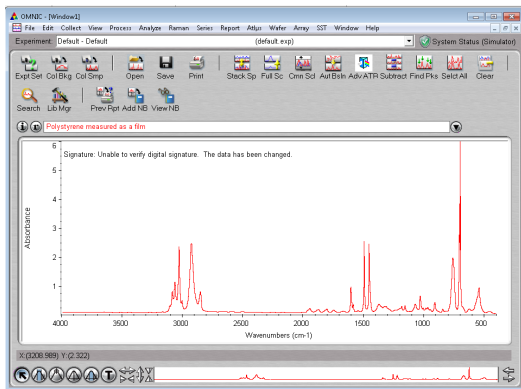 OMNIC - [Window1]
File Edit Collect View Process Analyze Raman Series Report Atlµs Wafer Array SST Window Help
Experiment: Default - Default (default.exp) System Status (Simulator)
Expt Set Col Bkg Col Smp Open Save Print Stack Sp Full Sc Cmn Scl Aut Bsln Adv ATR Subtract Find Pks Selct All Clear
Search Lib Mgr Prev Rpt Add NB View NB
Polystyrene measured as a film
Signature: Unable to verify digital signature. The data has been changed.
6
5
4
3
2
1
Absorbance
4000 3500 3000 2500 2000 1500 1000 500
Wavenumbers (cm-1)
X:(3208.989) Y:(2.322)
T